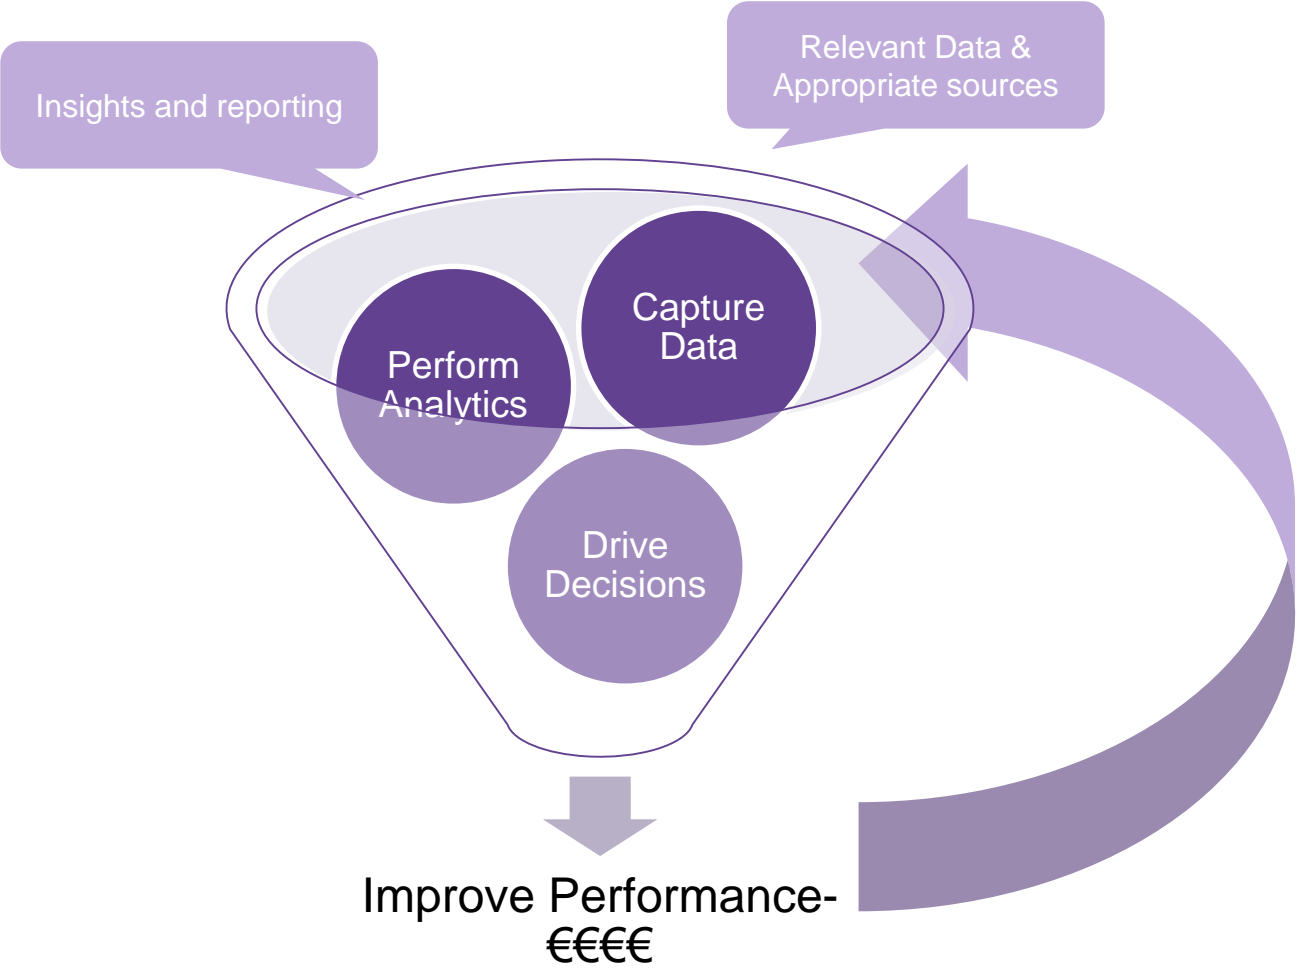 Relevant Data &
Appropriate sources
Insights and reporting
Capture
Data
Perform
Analytics
Drive
Decisions
Improve Performance-
€€€€